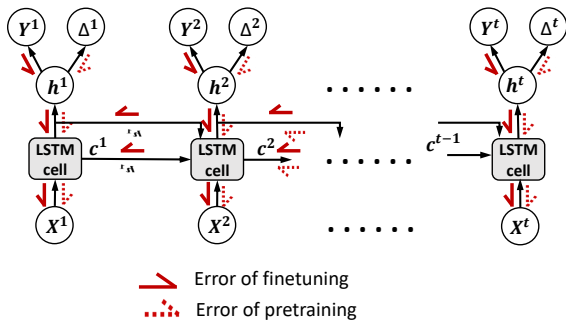 Y¹ Δ¹ Y² Δ² Yᵗ Δᵗ
h¹ h² . . . . . . hᵗ
LSTM cell c¹ LSTM cell c² . . . . . . cᵗ⁻¹ LSTM cell
X¹ X² . . . . . . Xᵗ
Error of finetuning
Error of pretraining